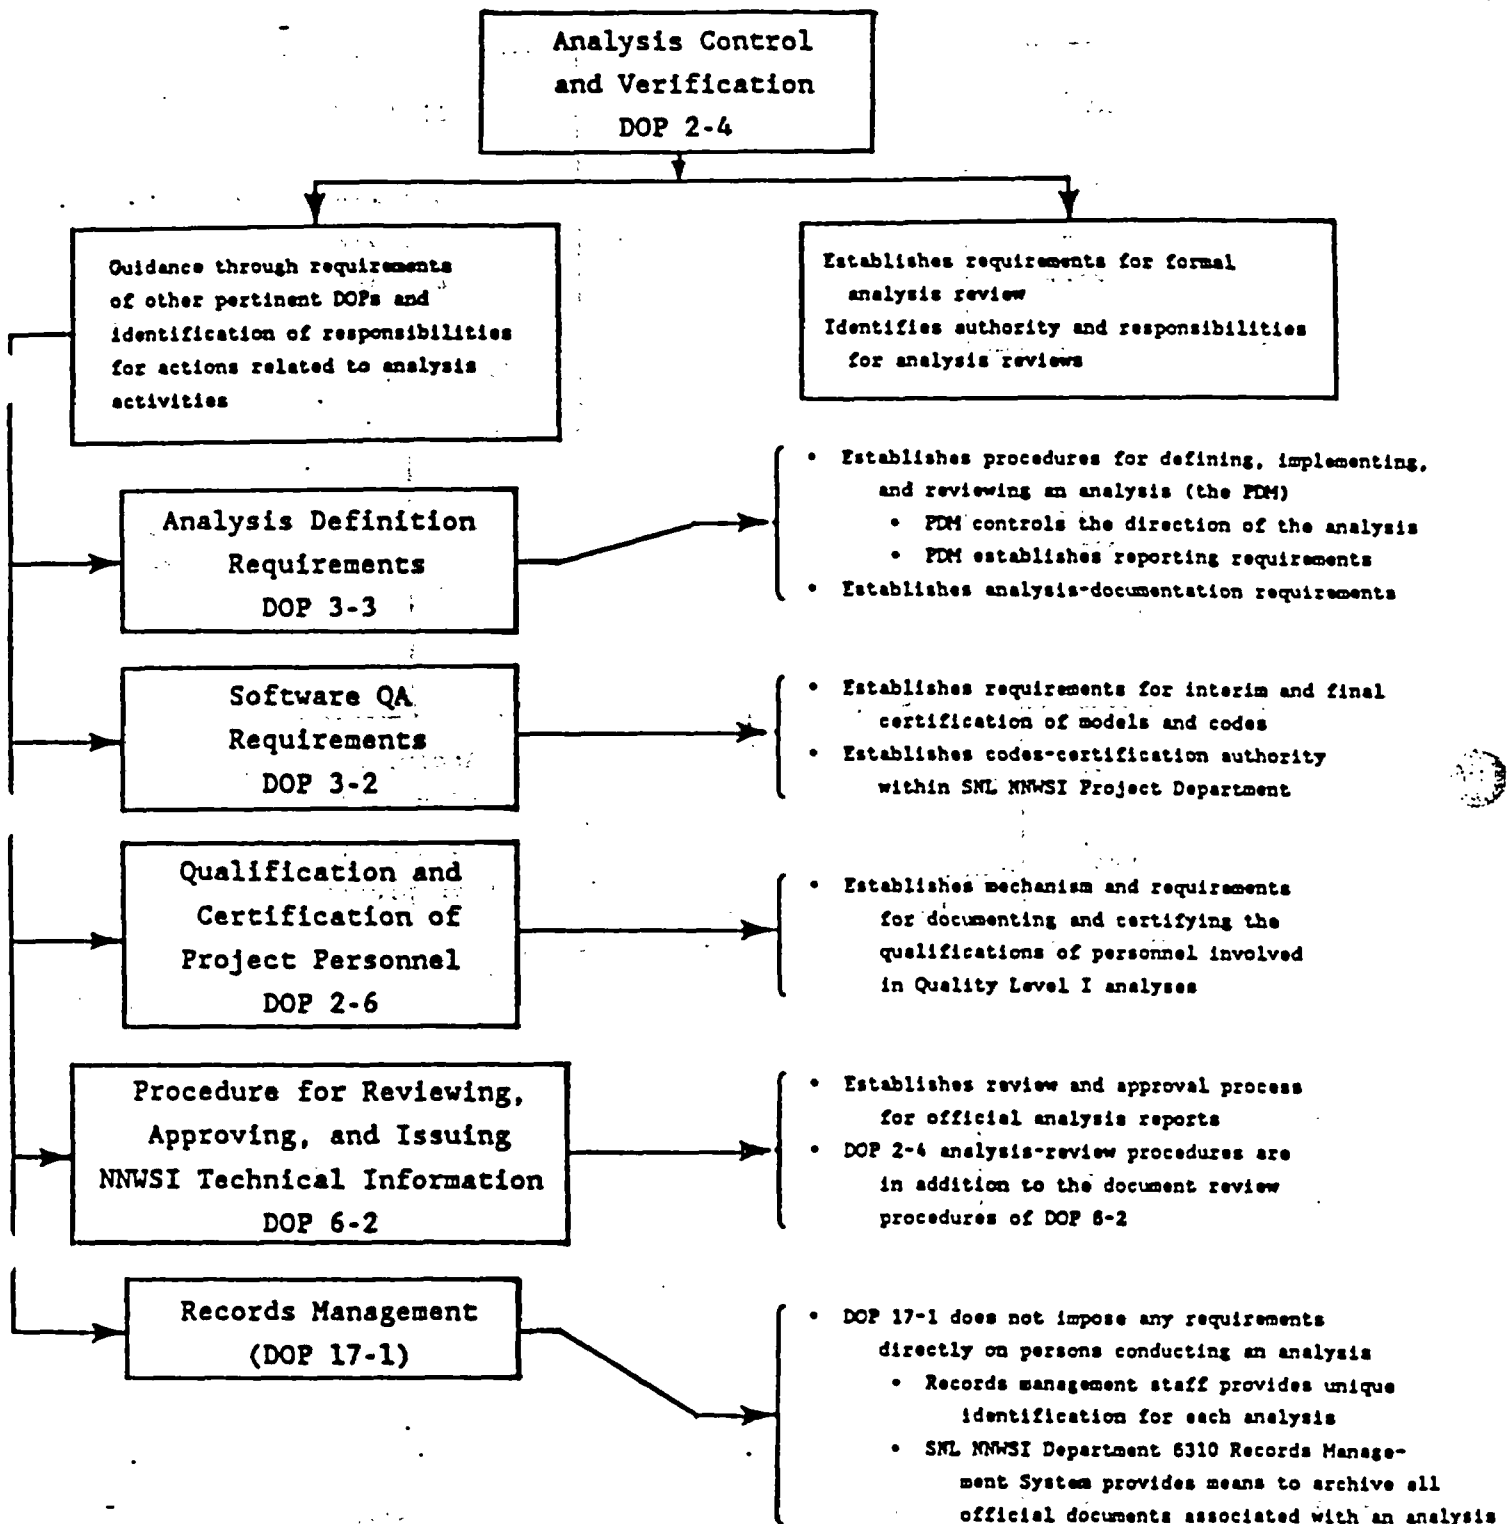 Analysis Control
and Verification
DOP 2-4
Guidance through requirements
of other pertinent DOPs and
identification of responsibilities
for actions related to analysis
activities
Establishes requirements for formal
analysis review
Identifies authority and responsibilities
for analysis reviews
Analysis Definition
Requirements
DOP 3-3
• Establishes procedures for defining, implementing,
and reviewing an analysis (the PDM)
• PDM controls the direction of the analysis
• PDM establishes reporting requirements
• Establishes analysis-documentation requirements
Software QA
Requirements
DOP 3-2
• Establishes requirements for interim and final
certification of models and codes
• Establishes codes-certification authority
within SNL NNWSI Project Department
Qualification and
Certification of
Project Personnel
DOP 2-6
• Establishes mechanism and requirements
for documenting and certifying the
qualifications of personnel involved
in Quality Level I analyses
Procedure for Reviewing,
Approving, and Issuing
NNWSI Technical Information
DOP 6-2
• Establishes review and approval process
for official analysis reports
• DOP 2-4 analysis-review procedures are
in addition to the document review
procedures of DOP 6-2
Records Management
(DOP 17-1)
• DOP 17-1 does not impose any requirements
directly on persons conducting an analysis
• Records management staff provides unique
identification for each analysis
• SNL NNWSI Department 6310 Records Manage-
ment System provides means to archive all
official documents associated with an analysis